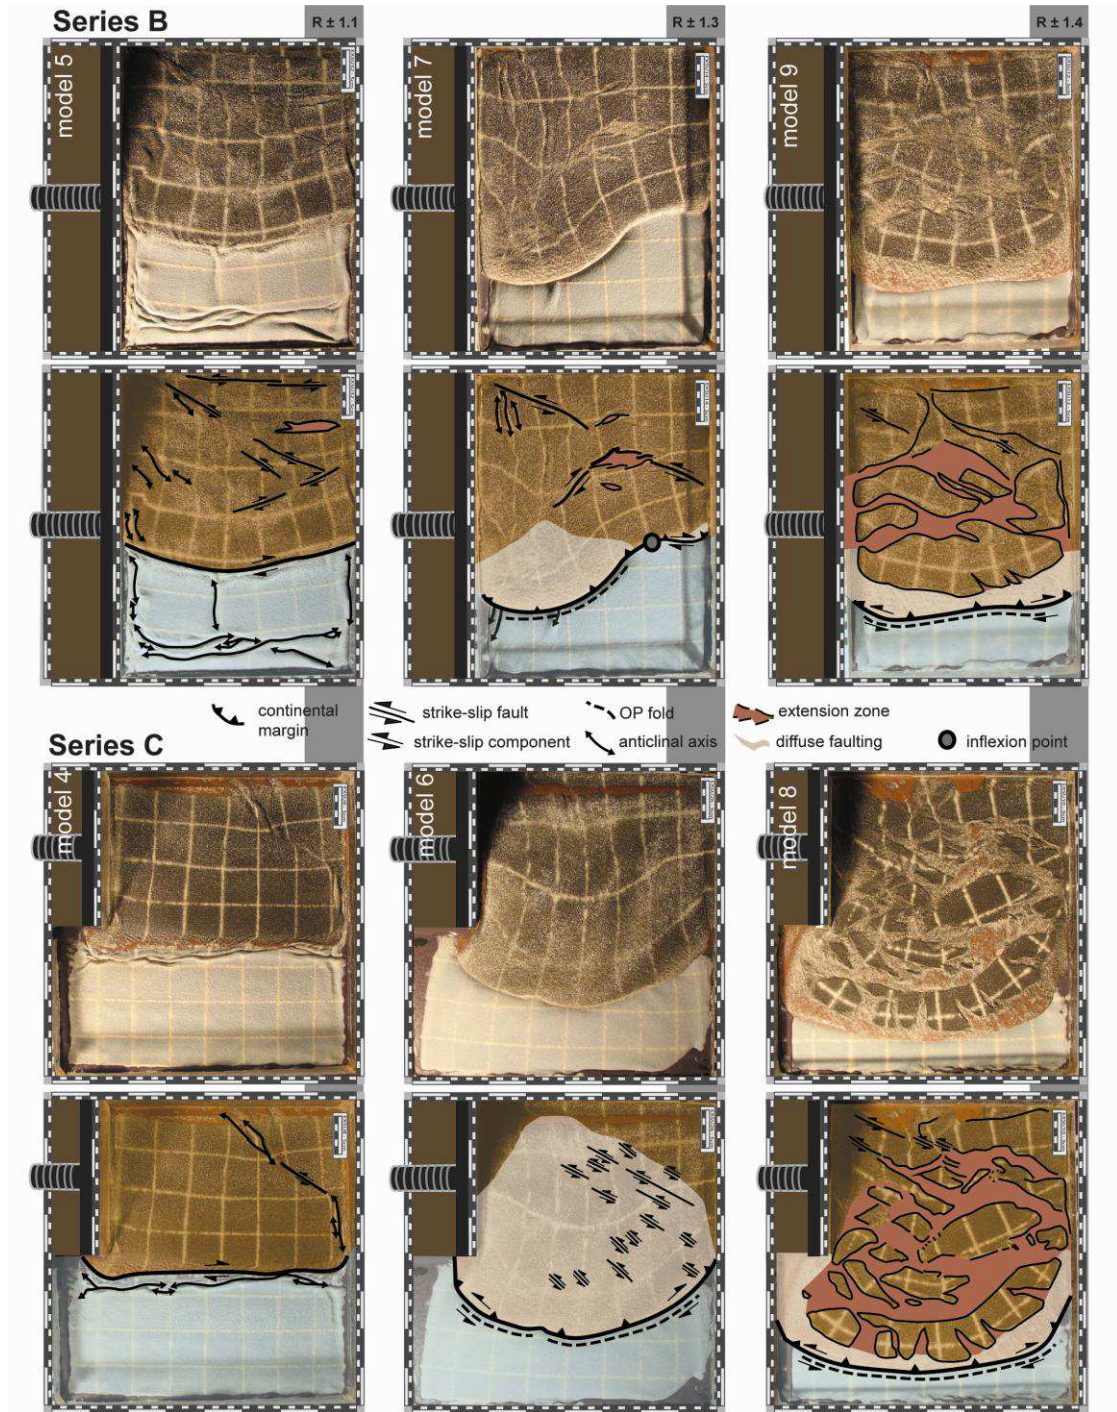 Series B
R ± 1.1
R ± 1.3
R ± 1.4
model 5
model 7
model 9
continental margin
strike-slip fault
OP fold
extension zone
strike-slip component
anticlinal axis
diffuse faulting
inflexion point
Series C
model 4
model 6
model 8